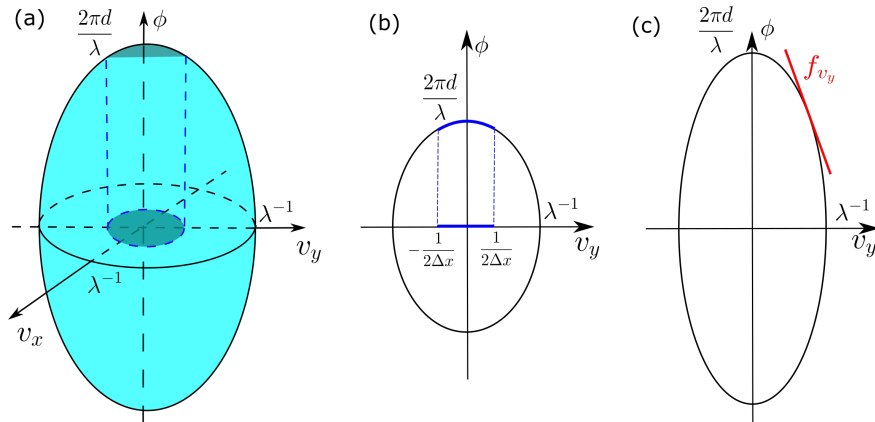 (a)
2πd/λ
ϕ
λ⁻¹
v_y
λ⁻¹
v_x
(b)
ϕ
2πd/λ
λ⁻¹
-1/2Δx
1/2Δx
v_y
(c)
2πd/λ
ϕ
f_{v_y}
λ⁻¹
v_y